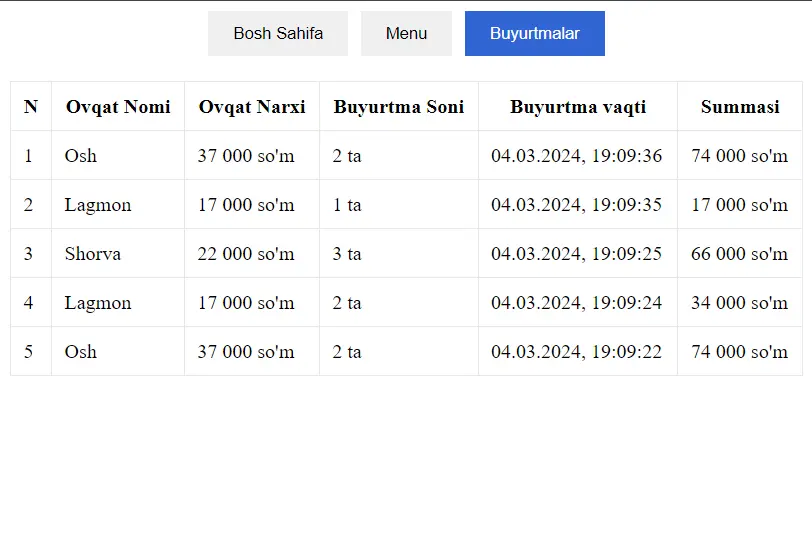 Bosh Sahifa Menu Buyurtmalar
N Ovqat Nomi Ovqat Narxi Buyurtma Soni Buyurtma vaqti Summasi
1 Osh 37 000 so'm 2 ta 04.03.2024, 19:09:36 74 000 so'm
2 Lagmon 17 000 so'm 1 ta 04.03.2024, 19:09:35 17 000 so'm
3 Shorva 22 000 so'm 3 ta 04.03.2024, 19:09:25 66 000 so'm
4 Lagmon 17 000 so'm 2 ta 04.03.2024, 19:09:24 34 000 so'm
5 Osh 37 000 so'm 2 ta 04.03.2024, 19:09:22 74 000 so'm